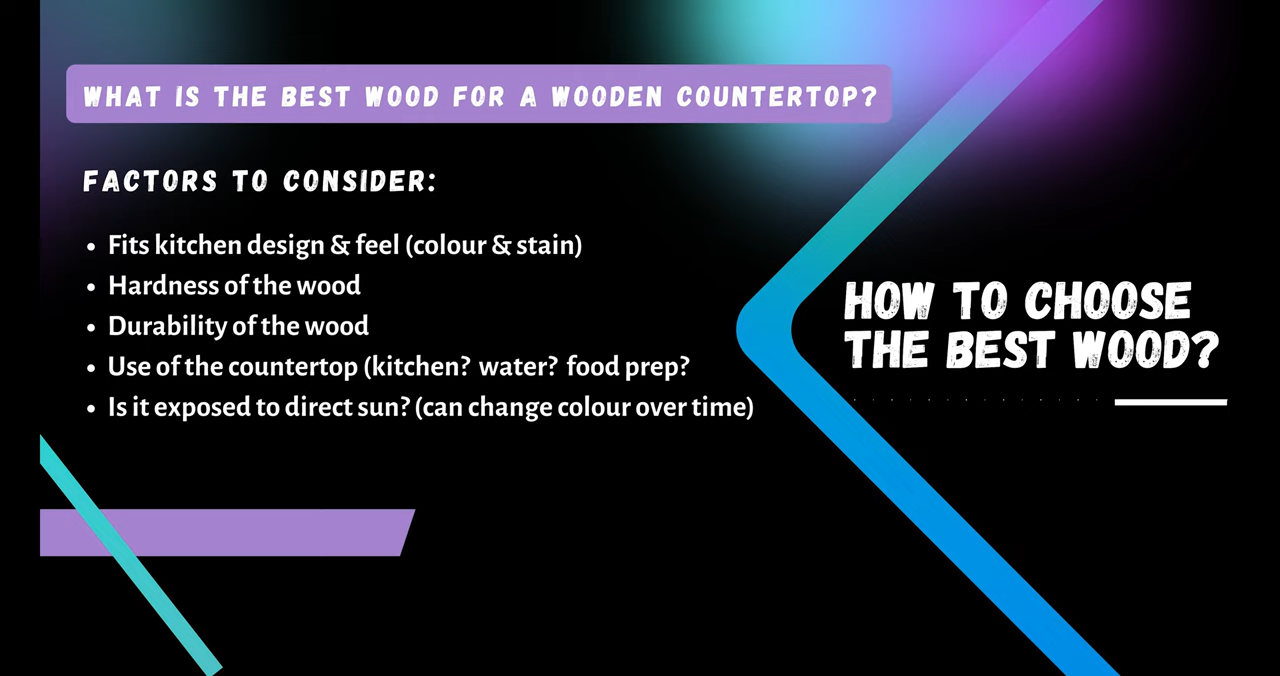 WHAT IS THE BEST WOOD FOR A WOODEN COUNTERTOP?
FACTORS TO CONSIDER:
• Fits kitchen design & feel (colour & stain)
• Hardness of the wood
• Durability of the wood
• Use of the countertop (kitchen? water? food prep?
• Is it exposed to direct sun? (can change colour over time)
HOW TO CHOOSE
THE BEST WOOD?